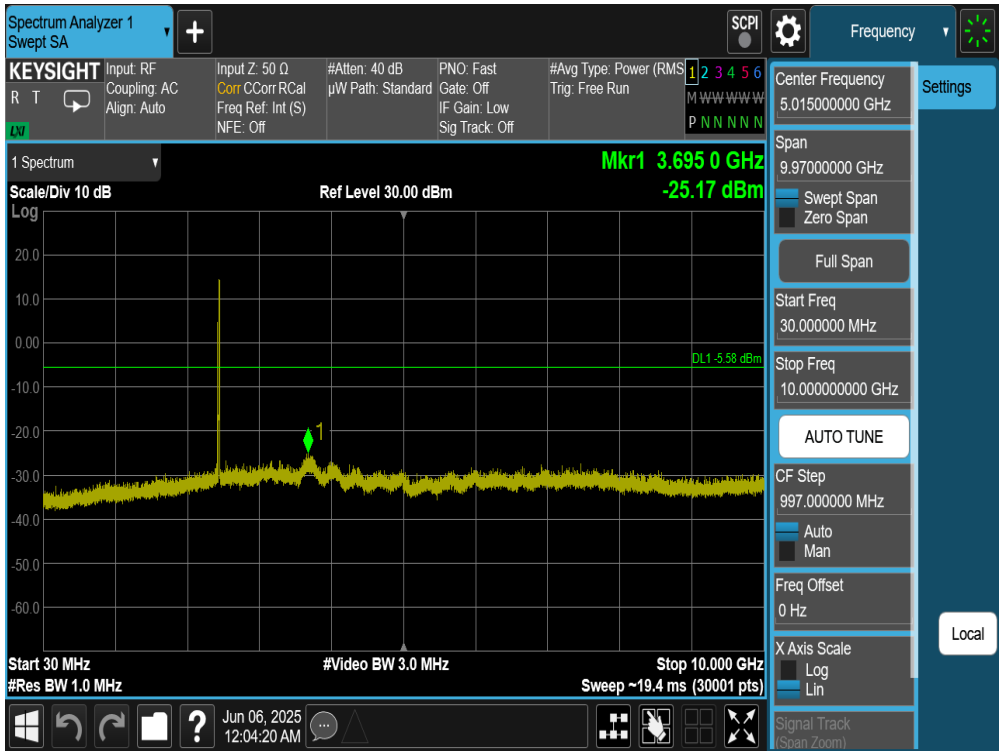 Spectrum Analyzer 1
Swept SA
+
SCPI
Frequency
KEYSIGHT
R T
LXI
Input: RF
Coupling: AC
Align: Auto
Input Z: 50 Ω
Corr CCorr RCal
Freq Ref: Int (S)
NFE: Off
#Atten: 40 dB
µW Path: Standard
PNO: Fast
Gate: Off
IF Gain: Low
Sig Track: Off
#Avg Type: Power (RMS
Trig: Free Run
1 2 3 4 5 6
M W W W W W
P N N N N N
1 Spectrum
Mkr1 3.695 0 GHz
-25.17 dBm
Scale/Div 10 dB
Ref Level 30.00 dBm
Log
20.0
10.0
0.00
-10.0
-20.0
-30.0
-40.0
-50.0
-60.0
DL1 -5.58 dBm
1
Start 30 MHz
#Video BW 3.0 MHz
Stop 10.000 GHz
#Res BW 1.0 MHz
Sweep ~19.4 ms (30001 pts)
Center Frequency
5.015000000 GHz
Span
9.97000000 GHz
Swept Span
Zero Span
Full Span
Start Freq
30.000000 MHz
Stop Freq
10.000000000 GHz
AUTO TUNE
CF Step
997.000000 MHz
Auto
Man
Freq Offset
0 Hz
X Axis Scale
Log
Lin
Signal Track
(Span Zoom)
Settings
Local
?
Jun 06, 2025
12:04:20 AM